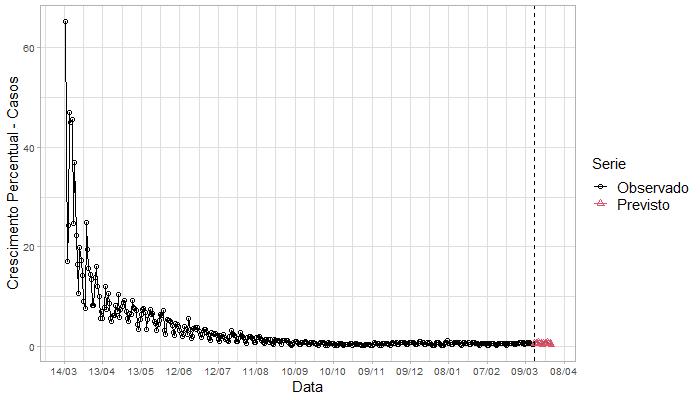 Crescimento Percentual - Casos
60
40
20
0
14/03 13/04 13/05 12/06 12/07 11/08 10/09 10/10 09/11 09/12 08/01 07/02 09/03 08/04
Data
Serie
Observado
Previsto